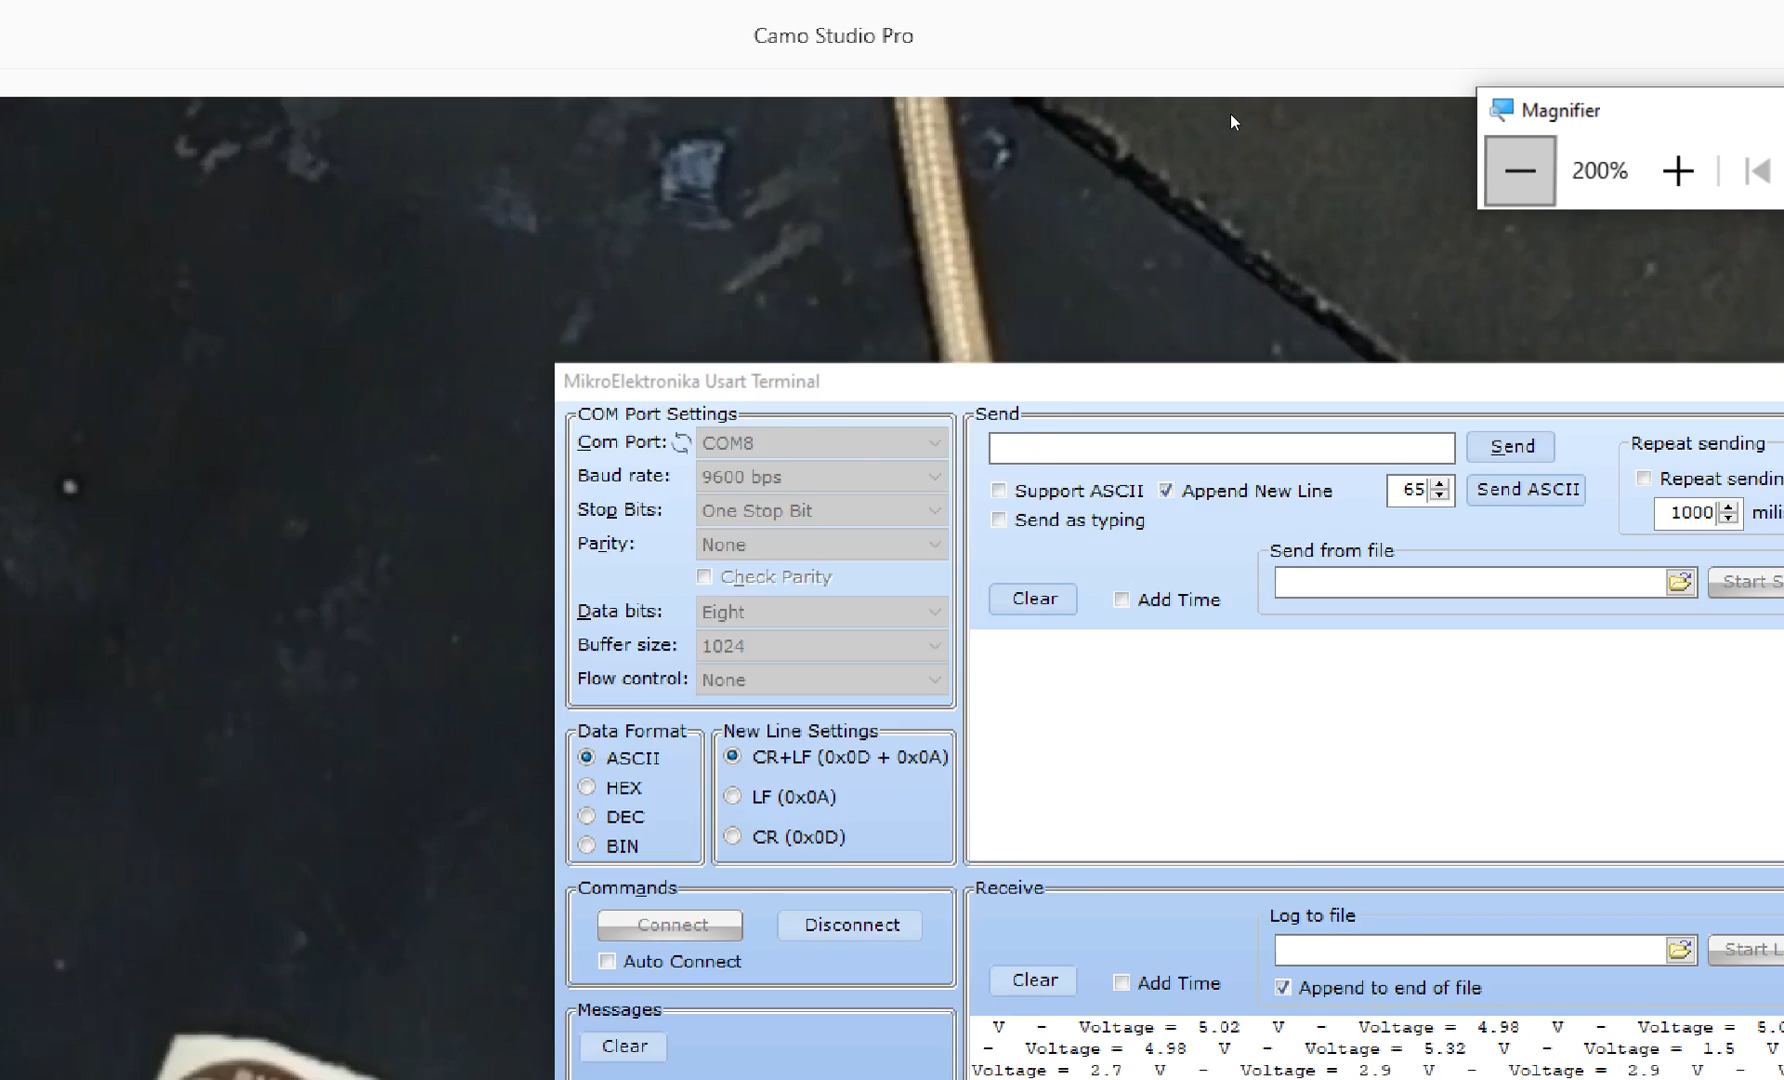 Camo Studio Pro
Magnifier
200%
MikroElektronika Usart Terminal
COM Port Settings
Com Port: COM8
Baud rate: 9600 bps
Stop Bits: One Stop Bit
Parity: None
Check Parity
Data bits: Eight
Buffer size: 1024
Flow control: None
Data Format
ASCII
HEX
DEC
BIN
New Line Settings
CR+LF (0x0D + 0x0A)
LF (0x0A)
CR (0x0D)
Commands
Connect Disconnect
Auto Connect
Messages
Clear
Send
Send
Support ASCII Append New Line 65 Send ASCII
Send as typing
Repeat sending
Repeat sendin
1000 mili
Send from file
Start S
Clear Add Time
Receive
Log to file
Start L
Clear Add Time
Append to end of file
V - Voltage = 5.02 V - Voltage = 4.98 V - Voltage = 5.0
- Voltage = 4.98 V - Voltage = 5.32 V - Voltage = 1.5 V
Voltage = 2.7 V - Voltage = 2.9 V - Voltage = 2.9 V -